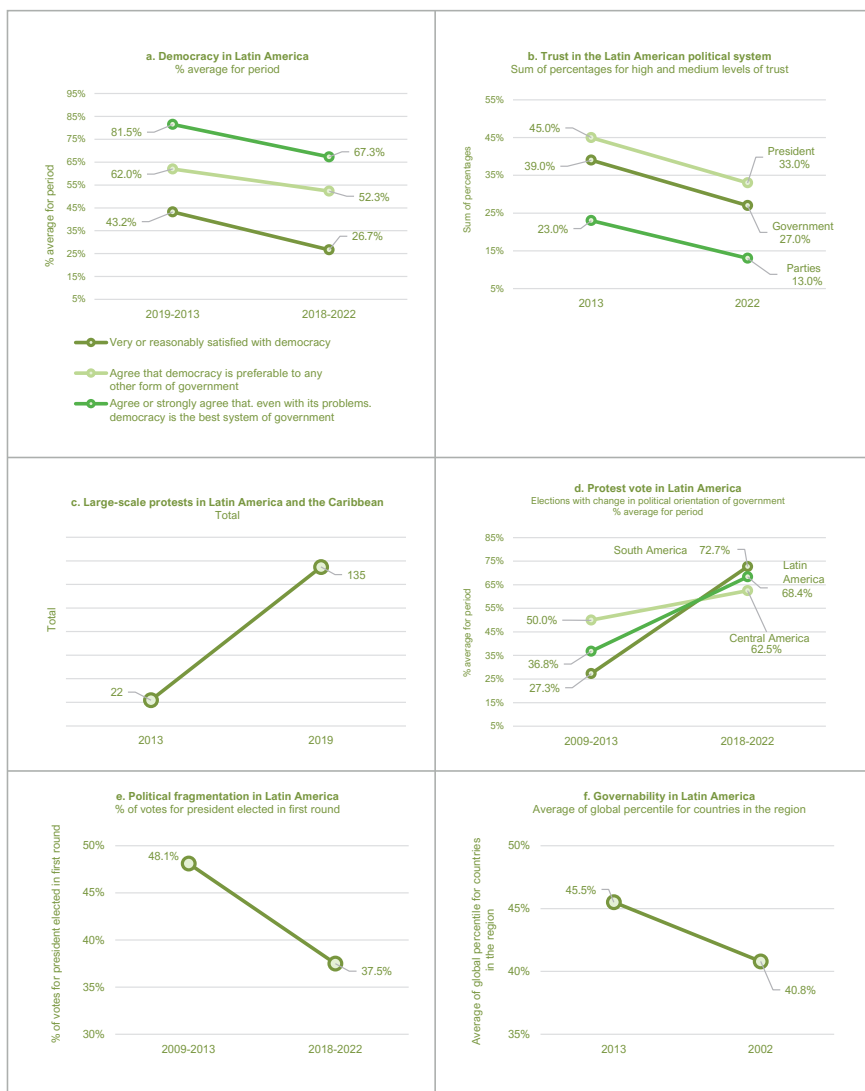 a. Democracy in Latin America
% average for period
95%
85%
75%
65%
55%
45%
35%
25%
15%
5%
% average for period
81.5%
67.3%
62.0%
52.3%
43.2%
26.7%
2019-2013
2018-2022
Very or reasonably satisfied with democracy
Agree that democracy is preferable to any
other form of government
Agree or strongly agree that. even with its problems.
democracy is the best system of government
b. Trust in the Latin American political system
Sum of percentages for high and medium levels of trust
55%
45%
35%
25%
15%
5%
Sum of percentages
45.0%
39.0%
23.0%
President
33.0%
Government
27.0%
Parties
13.0%
2013
2022
c. Large-scale protests in Latin America and the Caribbean
Total
Total
22
135
2013
2019
d. Protest vote in Latin America
Elections with change in political orientation of government
% average for period
85%
75%
65%
55%
45%
35%
25%
15%
5%
% average for period
South America
72.7%
Latin
America
68.4%
Central America
62.5%
50.0%
36.8%
27.3%
2009-2013
2018-2022
e. Political fragmentation in Latin America
% of votes for president elected in first round
50%
45%
40%
35%
30%
% of votes for president elected in first round
48.1%
37.5%
2009-2013
2018-2022
f. Governability in Latin America
Average of global percentile for countries in the region
50%
45%
40%
35%
Average of global percentile for countries
in the region
45.5%
40.8%
2013
2002